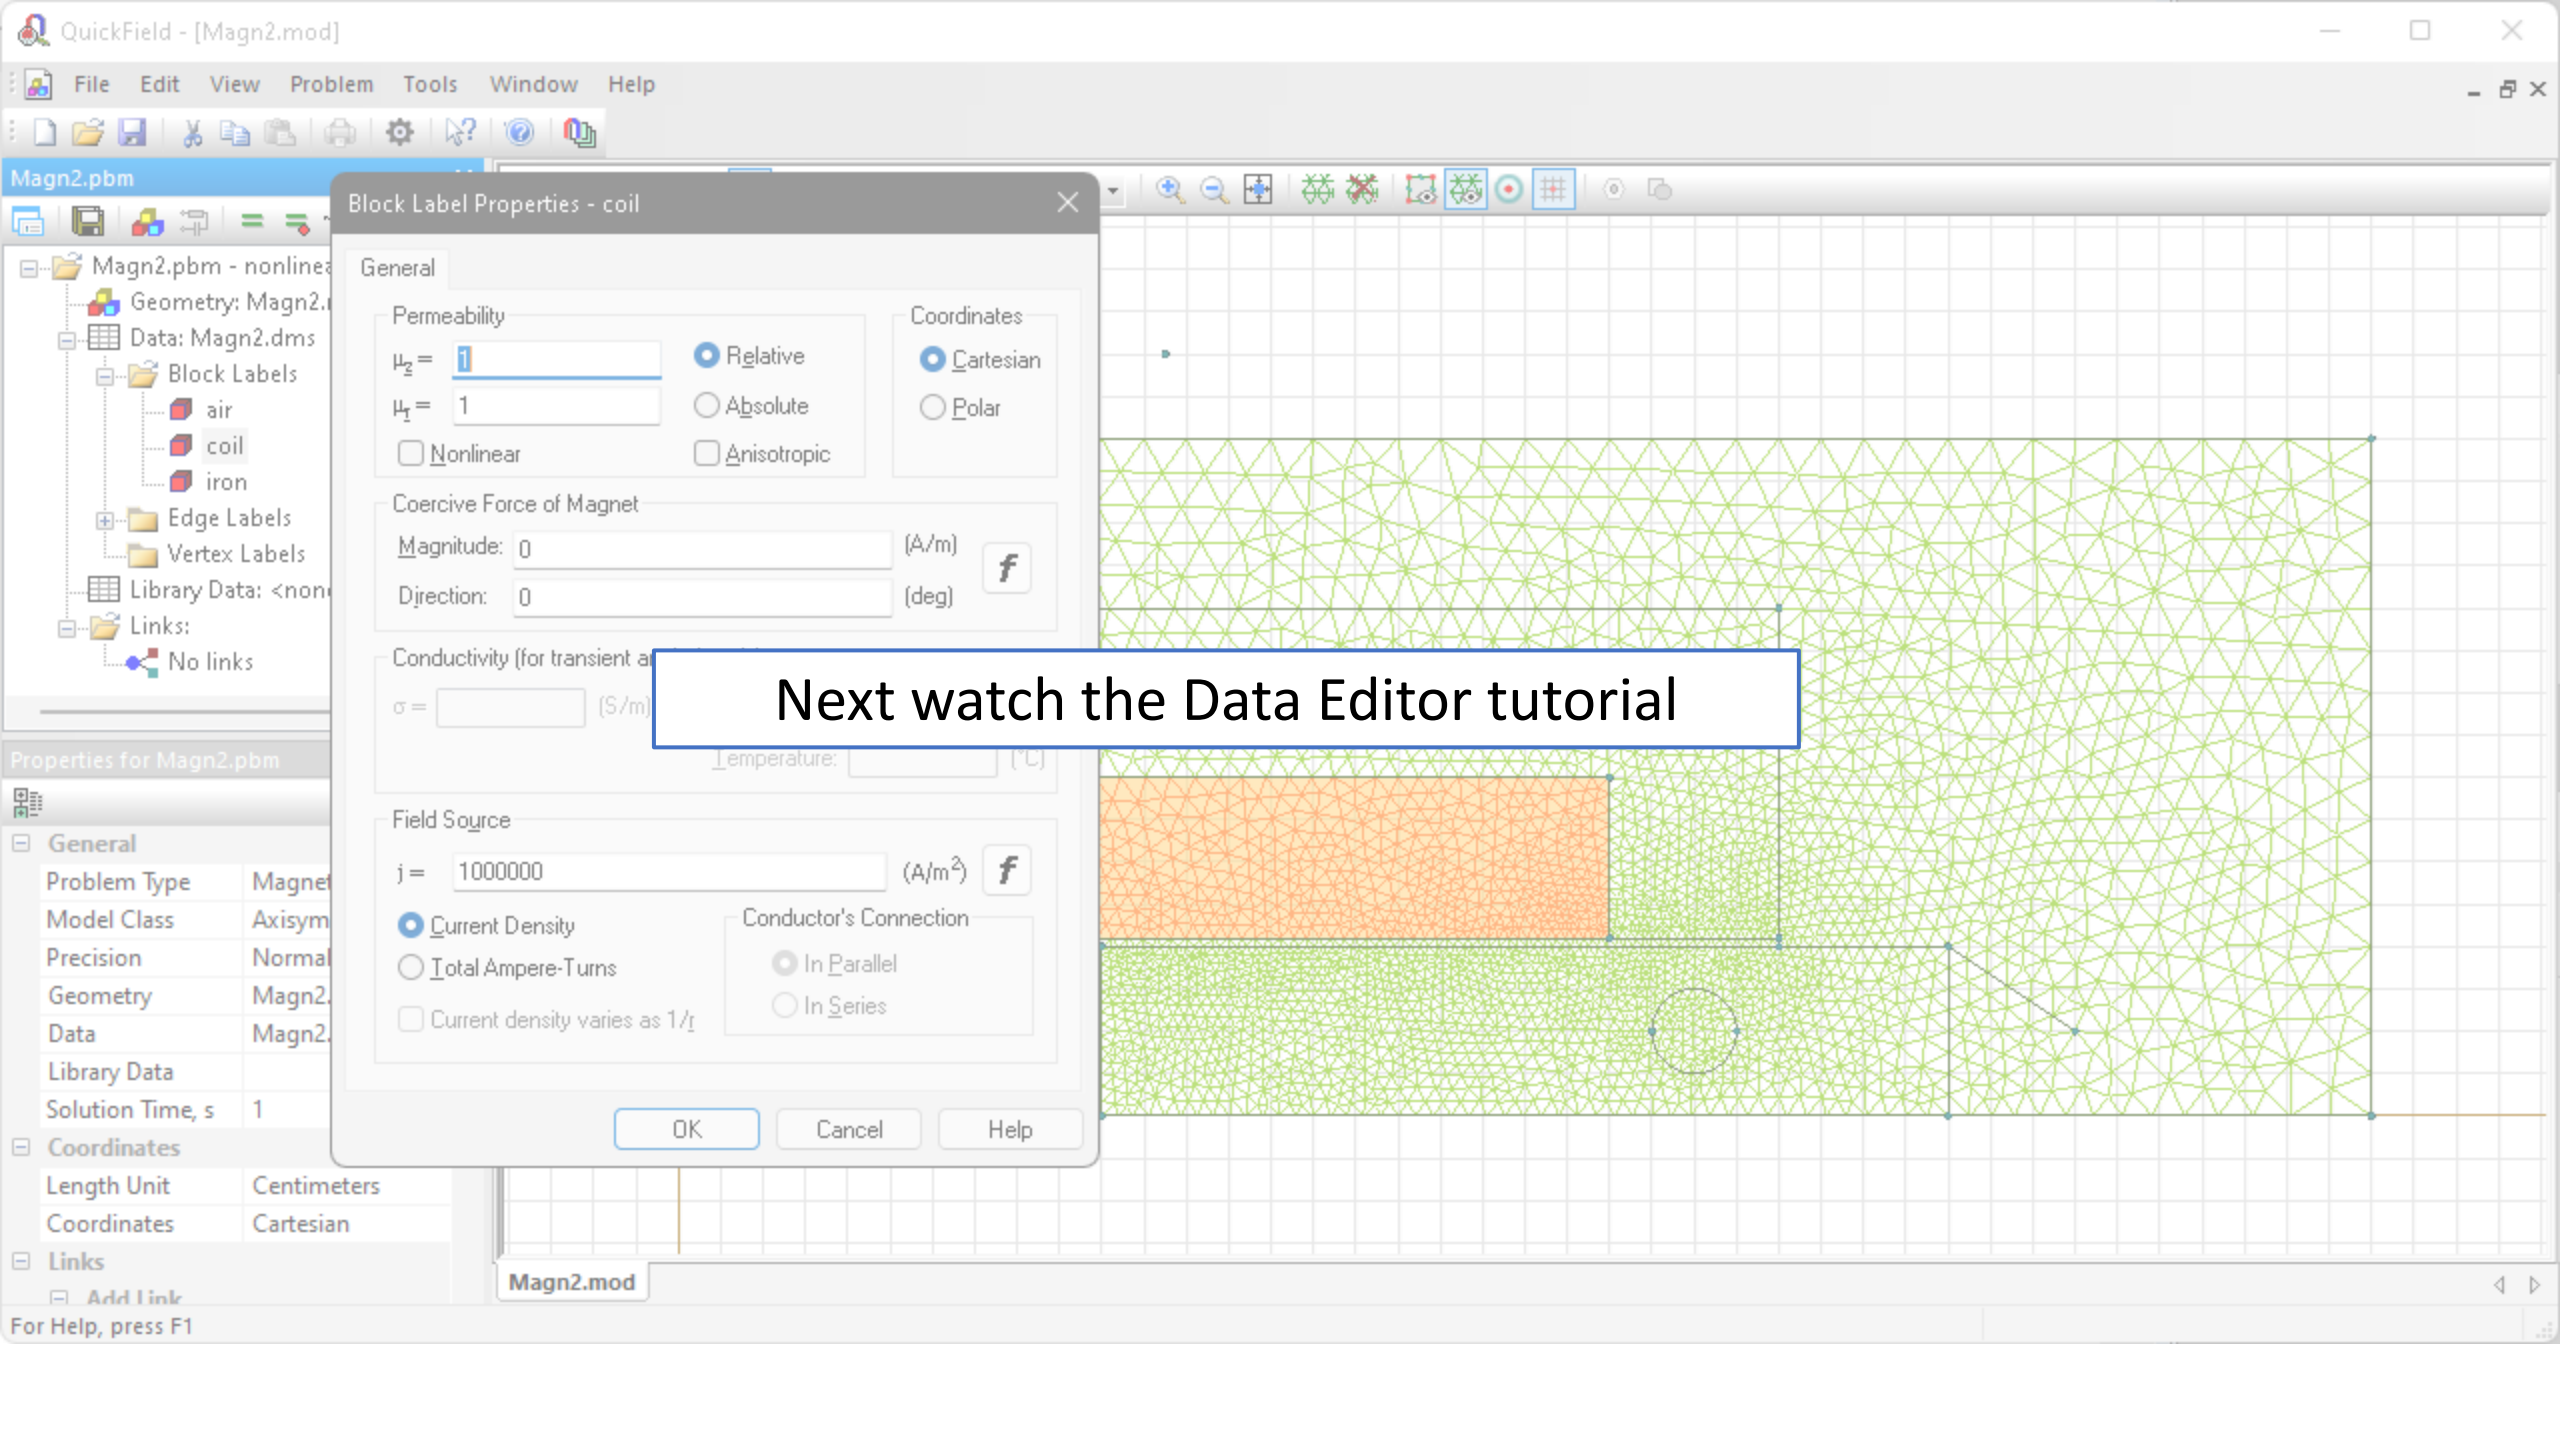 QuickField - [Magn2.mod]
File Edit View Problem Tools Window Help
Magn2.pbm
Magn2.pbm - nonlinea
Geometry: Magn2.
Data: Magn2.dms
Block Labels
air
coil
iron
Edge Labels
Vertex Labels
Library Data: <non
Links:
No links
Block Label Properties - coil
General
Permeability
μz = 1
μr = 1
Relative
Absolute
Nonlinear
Anisotropic
Coordinates
Cartesian
Polar
Coercive Force of Magnet
Magnitude: 0 (A/m)
Direction: 0 (deg)
f
Conductivity (for transient a
σ = (S/m)
Temperature: (°C)
Next watch the Data Editor tutorial
Field Source
j = 1000000 (A/m²) f
Current Density
Total Ampere-Turns
Current density varies as 1/r
Conductor's Connection
In Parallel
In Series
OK Cancel Help
Properties for Magn2.pbm
General
Problem Type Magnet
Model Class Axisym
Precision Normal
Geometry Magn2.
Data Magn2.
Library Data
Solution Time, s 1
Coordinates
Length Unit Centimeters
Coordinates Cartesian
Links
Add Link
Magn2.mod
For Help, press F1